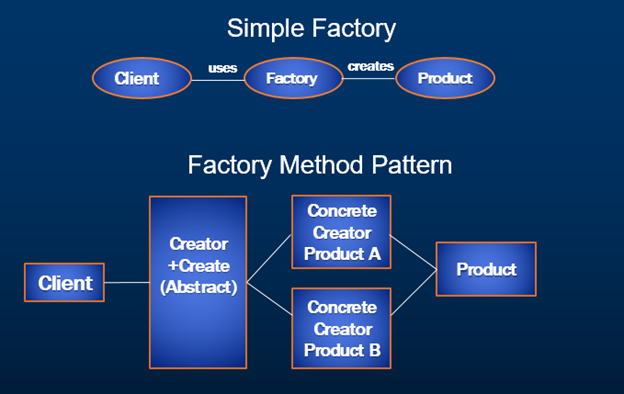 Simple Factory
Client
uses
Factory
creates
Product
Factory Method Pattern
Client
Creator
+Create
(Abstract)
Concrete
Creator
Product A
Concrete
Creator
Product B
Product